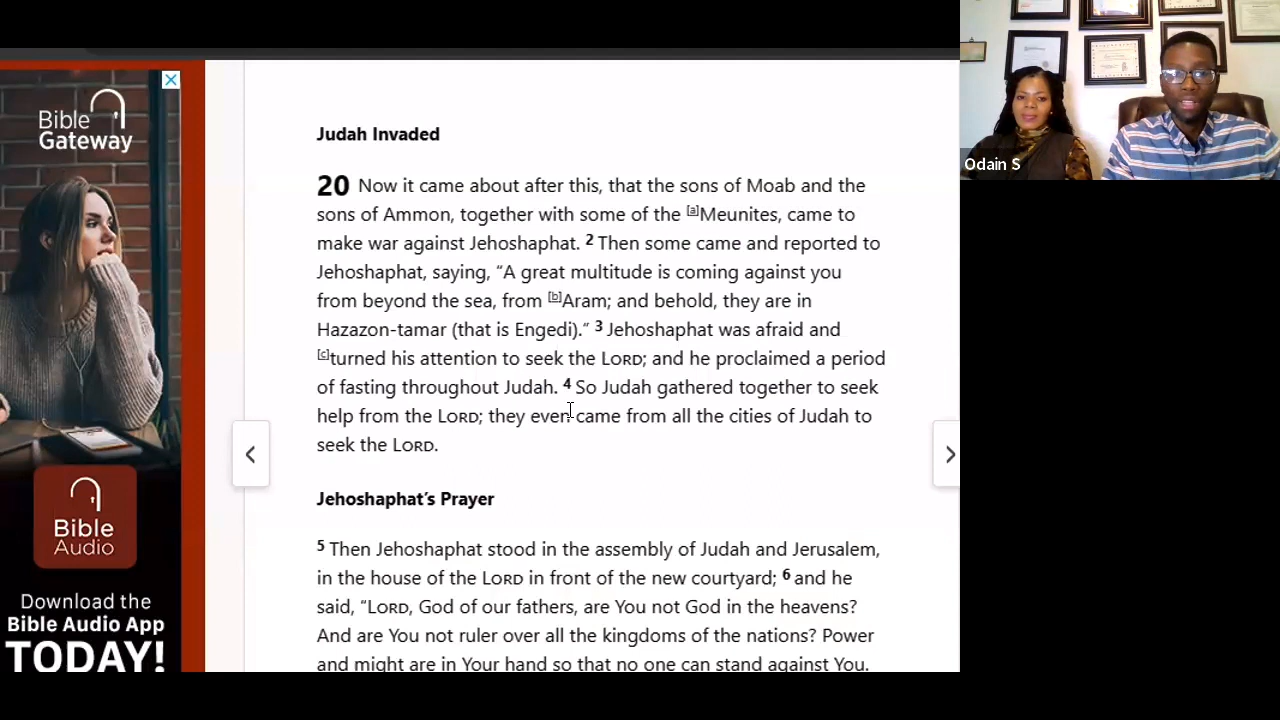 Bible
Gateway
Bible
Audio
Download the
Bible Audio App
TODAY!
Judah Invaded
20 Now it came about after this, that the sons of Moab and the
sons of Ammon, together with some of the [a]Meunites, came to
make war against Jehoshaphat. 2 Then some came and reported to
Jehoshaphat, saying, “A great multitude is coming against you
from beyond the sea, from [b]Aram; and behold, they are in
Hazazon-tamar (that is Engedi).” 3 Jehoshaphat was afraid and
[c]turned his attention to seek the LORD; and he proclaimed a period
of fasting throughout Judah. 4 So Judah gathered together to seek
help from the LORD; they even came from all the cities of Judah to
seek the LORD.
Jehoshaphat’s Prayer
5 Then Jehoshaphat stood in the assembly of Judah and Jerusalem,
in the house of the LORD in front of the new courtyard; 6 and he
said, “LORD, God of our fathers, are You not God in the heavens?
And are You not ruler over all the kingdoms of the nations? Power
and might are in Your hand so that no one can stand against You.
Odain S